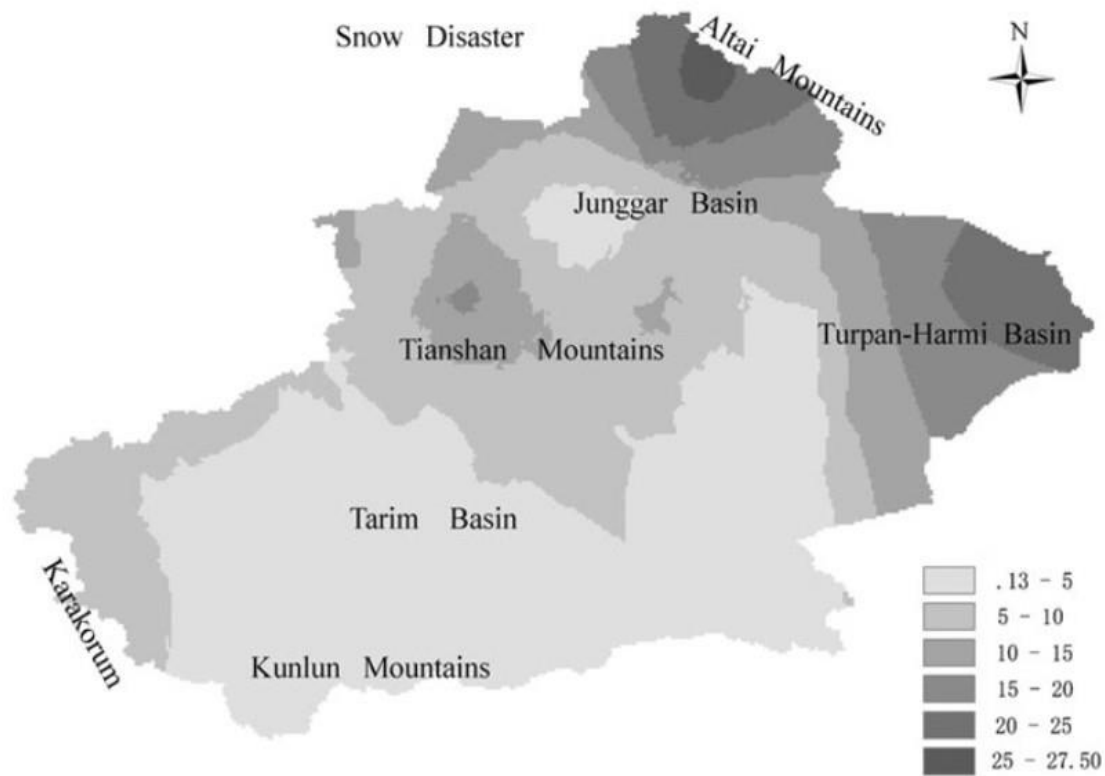 Snow Disaster
Altai Mountains
N
Junggar Basin
Turpan-Harmi Basin
Tianshan Mountains
Tarim Basin
Karakorum
Kunlun Mountains
.13 - 5
5 - 10
10 - 15
15 - 20
20 - 25
25 - 27.50